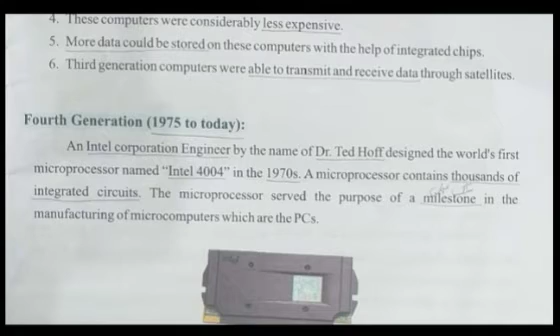 4. These computers were considerably less expensive.
5. More data could be stored on these computers with the help of integrated chips.
6. Third generation computers were able to transmit and receive data through satellites.
Fourth Generation (1975 to today):
An Intel corporation Engineer by the name of Dr. Ted Hoff designed the world's first
microprocessor named “Intel 4004” in the 1970s. A microprocessor contains thousands of
integrated circuits. The microprocessor served the purpose of a milestone in the
manufacturing of microcomputers which are the PCs.